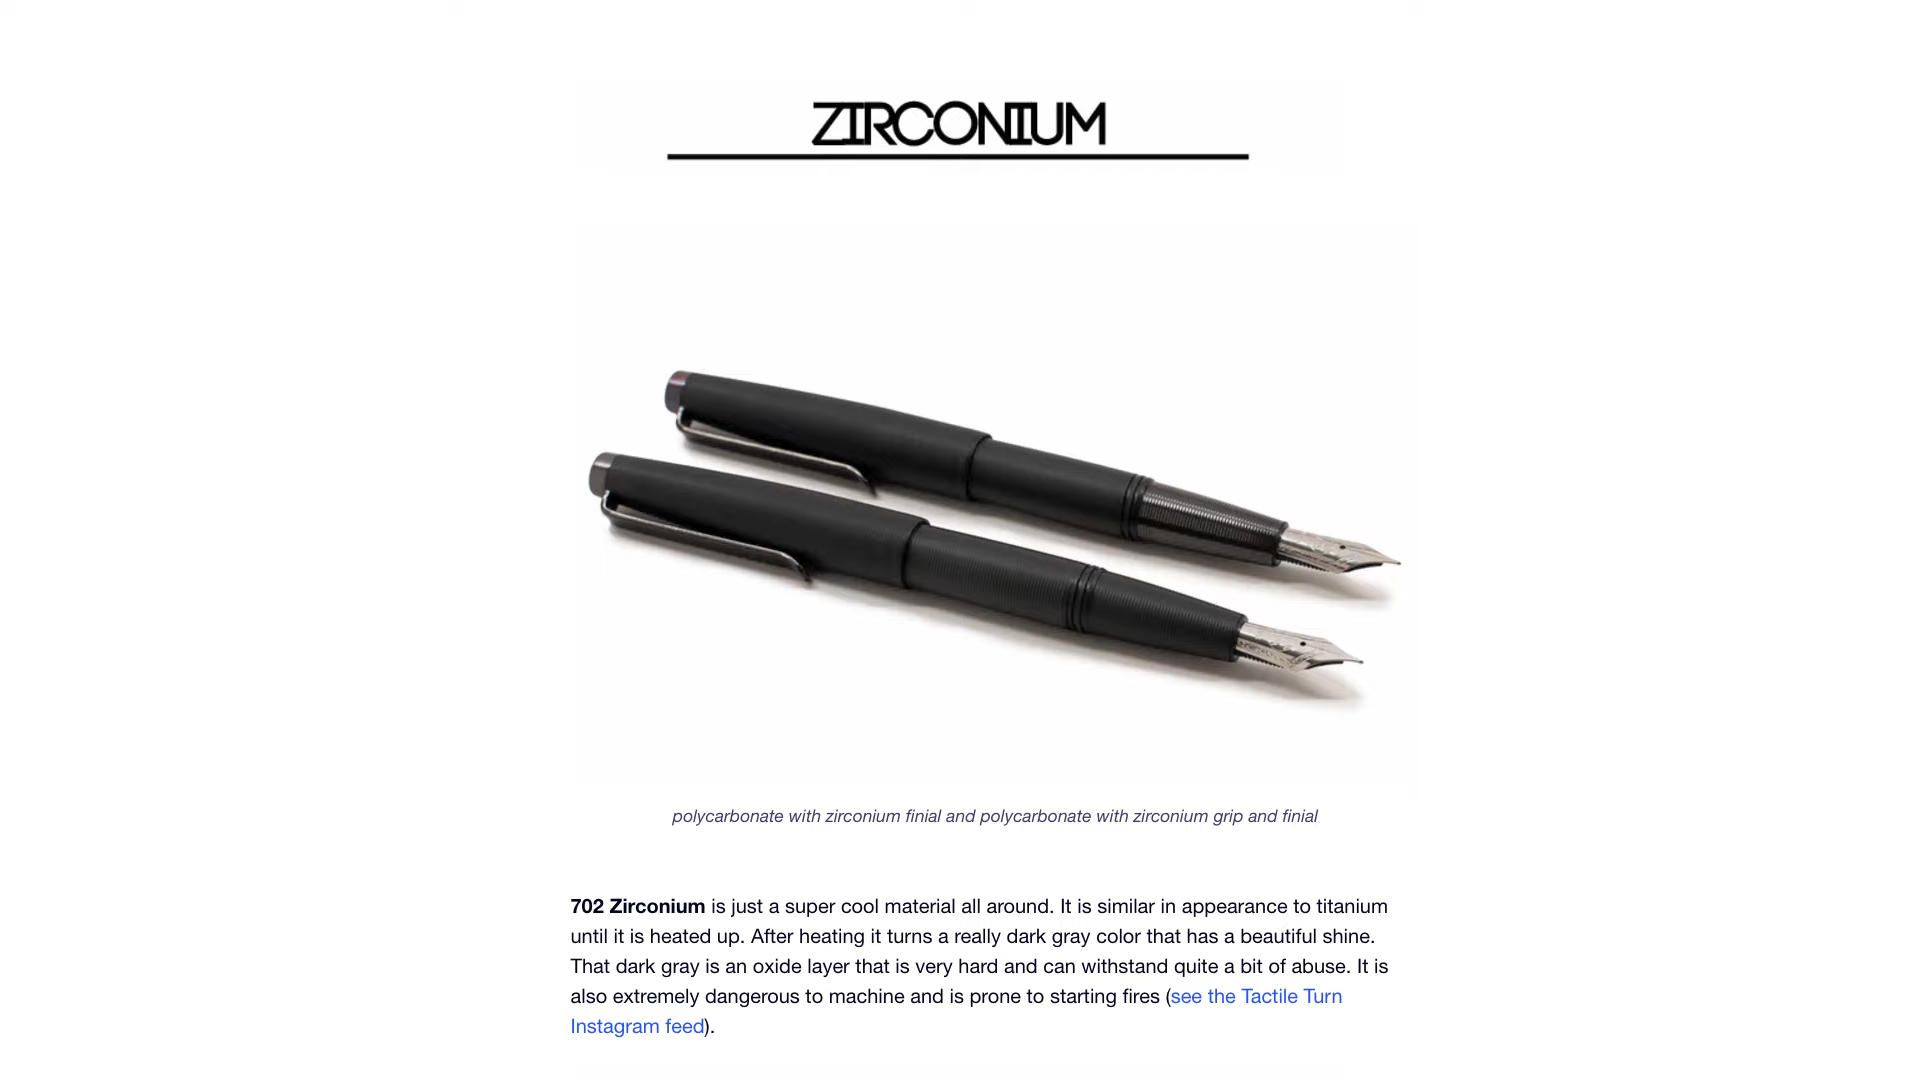 ZIRCONIUM
polycarbonate with zirconium finial and polycarbonate with zirconium grip and finial
702 Zirconium is just a super cool material all around. It is similar in appearance to titanium
until it is heated up. After heating it turns a really dark gray color that has a beautiful shine.
That dark gray is an oxide layer that is very hard and can withstand quite a bit of abuse. It is
also extremely dangerous to machine and is prone to starting fires (see the Tactile Turn
Instagram feed).